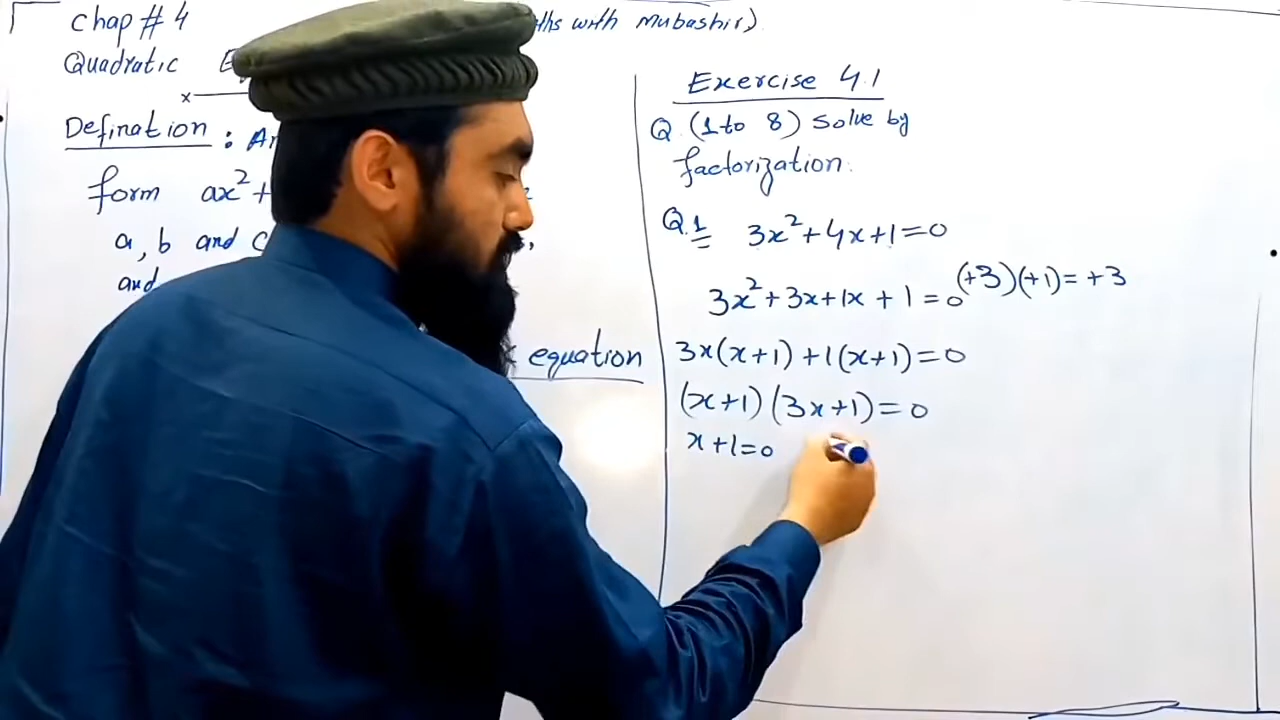 Chap # 4
ths with Mubashir)
Quadratic E
Defination : An
form ax²+
a, b and c
and
equation
Exercise 4.1
Q. (1 to 8) Solve by
factorization.
Q.1 3x²+4x+1=0
(+3)(+1)=+3
3x²+3x+1x+1=0
3x(x+1)+1(x+1)=0
(x+1)(3x+1)=0
x+1=0